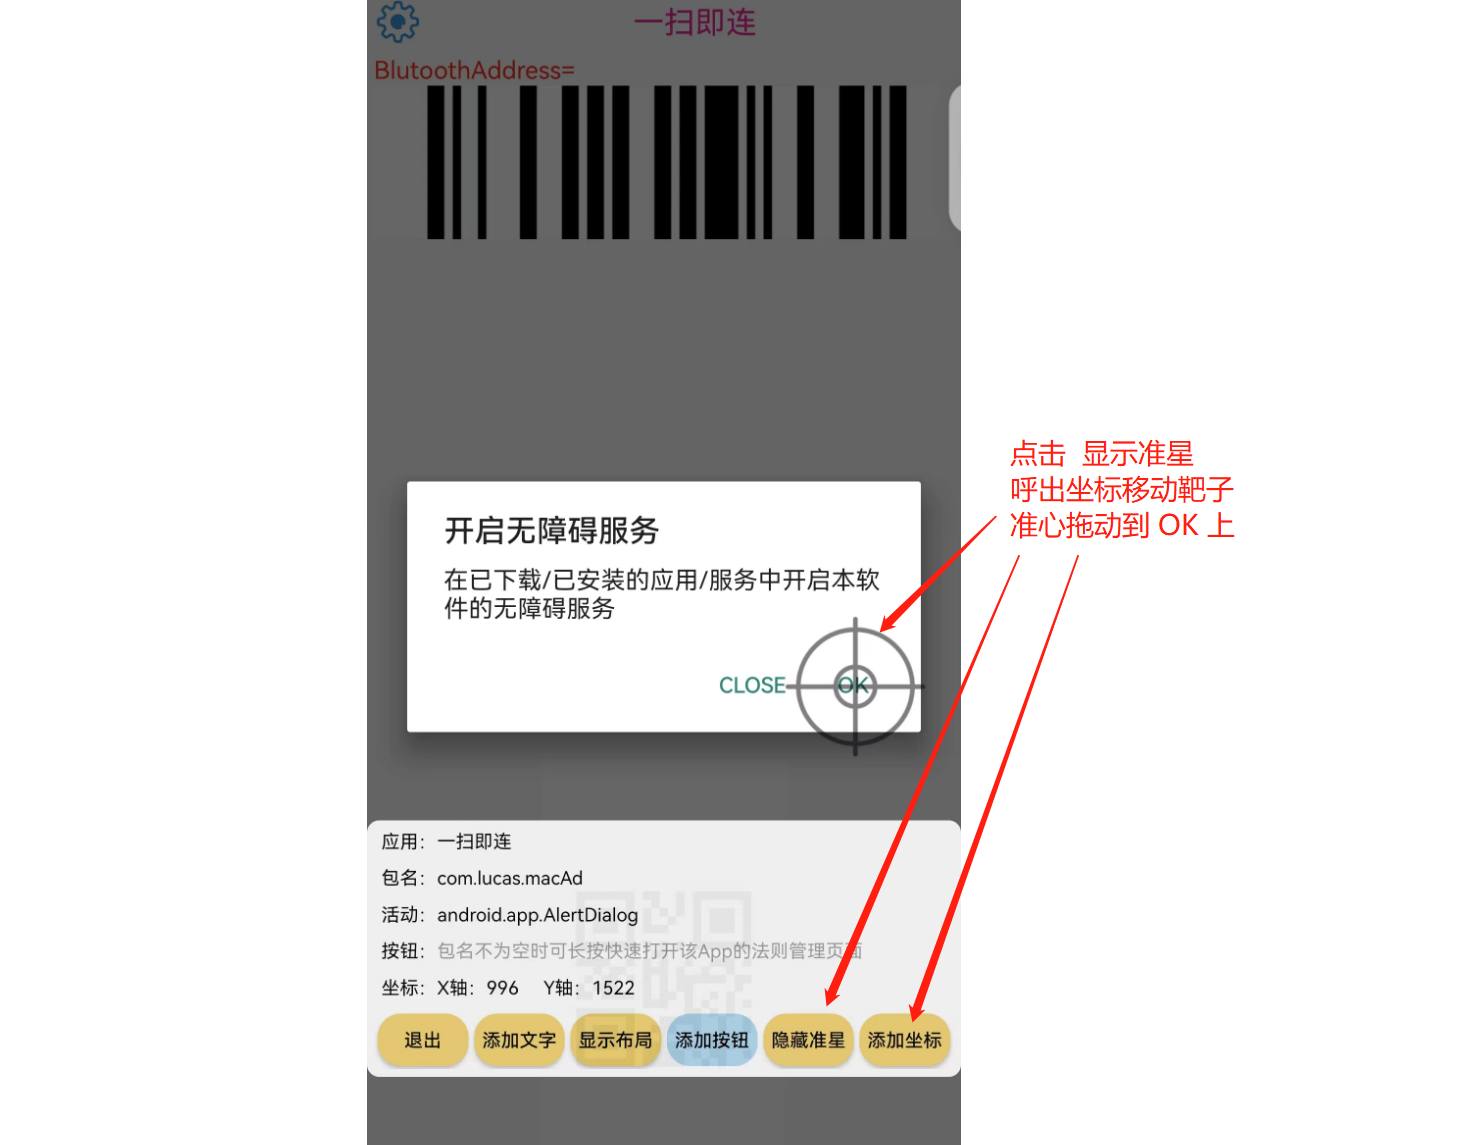 一扫即连
BlutoothAddress=
点击 显示准星
呼出坐标移动靶子
准心拖动到 OK 上
开启无障碍服务
在已下载/已安装的应用/服务中开启本软
件的无障碍服务
CLOSE OK
应用：一扫即连
包名：com.lucas.macAd
活动：android.app.AlertDialog
按钮：包名不为空时可长按快速打开该App的法则管理页面
坐标：X轴：996 Y轴：1522
退出 添加文字 显示布局 添加按钮 隐藏准星 添加坐标